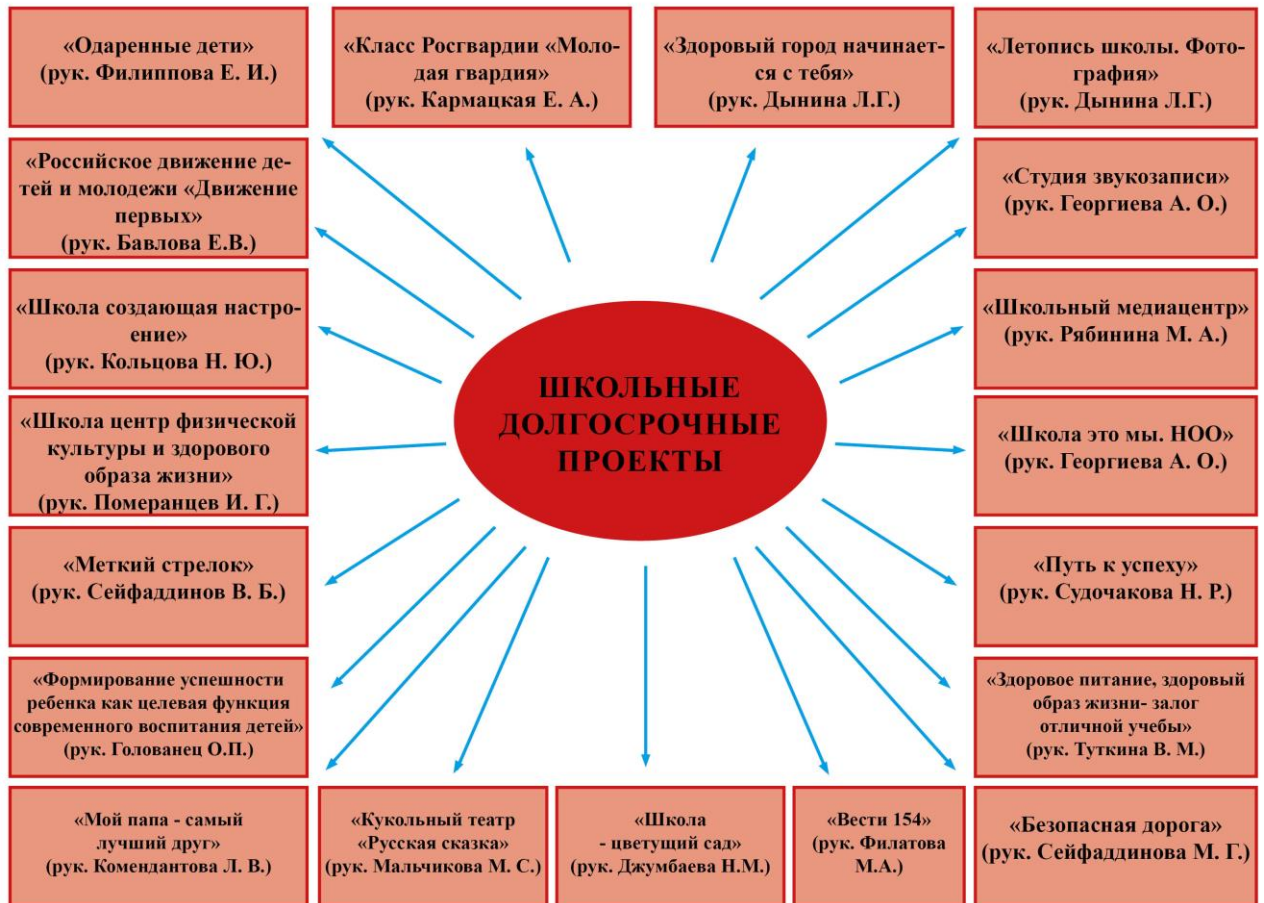 «Одаренные дети»
(рук. Филиппова Е. И.)
«Класс Росгвардии «Моло-
дая гвардия»
(рук. Кармацкая Е. А.)
«Здоровый город начинает-
ся с тебя»
(рук. Дынина Л.Г.)
«Летопись школы. Фото-
графия»
(рук. Дынина Л.Г.)
«Российское движение де-
тей и молодежи «Движение
первых»
(рук. Бавлова Е.В.)
«Студия звукозаписи»
(рук. Георгиева А. О.)
«Школа создающая настро-
ение»
(рук. Кольцова Н. Ю.)
«Школьный медиацентр»
(рук. Рябинина М. А.)
ШКОЛЬНЫЕ
ДОЛГОСРОЧНЫЕ
ПРОЕКТЫ
«Школа центр физической
культуры и здорового
образа жизни»
(рук. Померанцев И. Г.)
«Школа это мы. НОО»
(рук. Георгиева А. О.)
«Меткий стрелок»
(рук. Сейфаддинов В. Б.)
«Путь к успеху»
(рук. Судочакова Н. Р.)
«Формирование успешности
ребенка как целевая функция
современного воспитания детей»
(рук. Голованец О.П.)
«Здоровое питание, здоровый
образ жизни- залог
отличной учебы»
(рук. Туткина В. М.)
«Мой папа - самый
лучший друг»
(рук. Комендантова Л. В.)
«Кукольный театр
«Русская сказка»
(рук. Мальчикова М. С.)
«Школа
- цветущий сад»
(рук. Джумбаева Н.М.)
«Вести 154»
(рук. Филатова
М.А.)
«Безопасная дорога»
(рук. Сейфаддинова М. Г.)